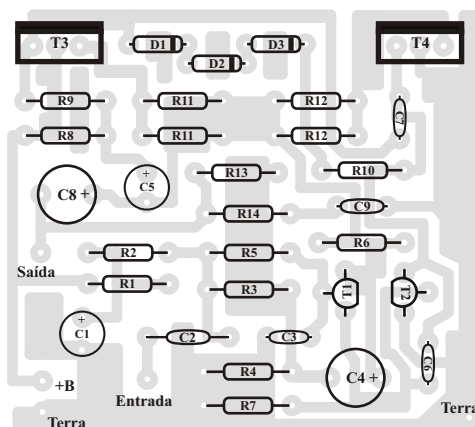 T3
D1
D3
T4
D2
R9
R11
R12
R8
R11
R12
C7
R13
R10
C8 +
+
C5
R14
C9
R2
R5
R6
Saída
R1
R3
T1
T2
+
C1
C2
C3
R4
C4 +
C6
+B
Entrada
R7
Terra
Terra